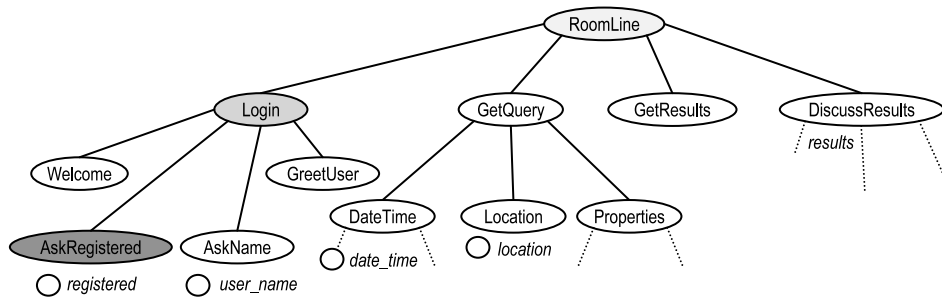 RoomLine
Login
GetQuery
GetResults
DiscussResults
results
Welcome
GreetUser
DateTime
Location
Properties
AskRegistered
AskName
date_time
location
registered
user_name